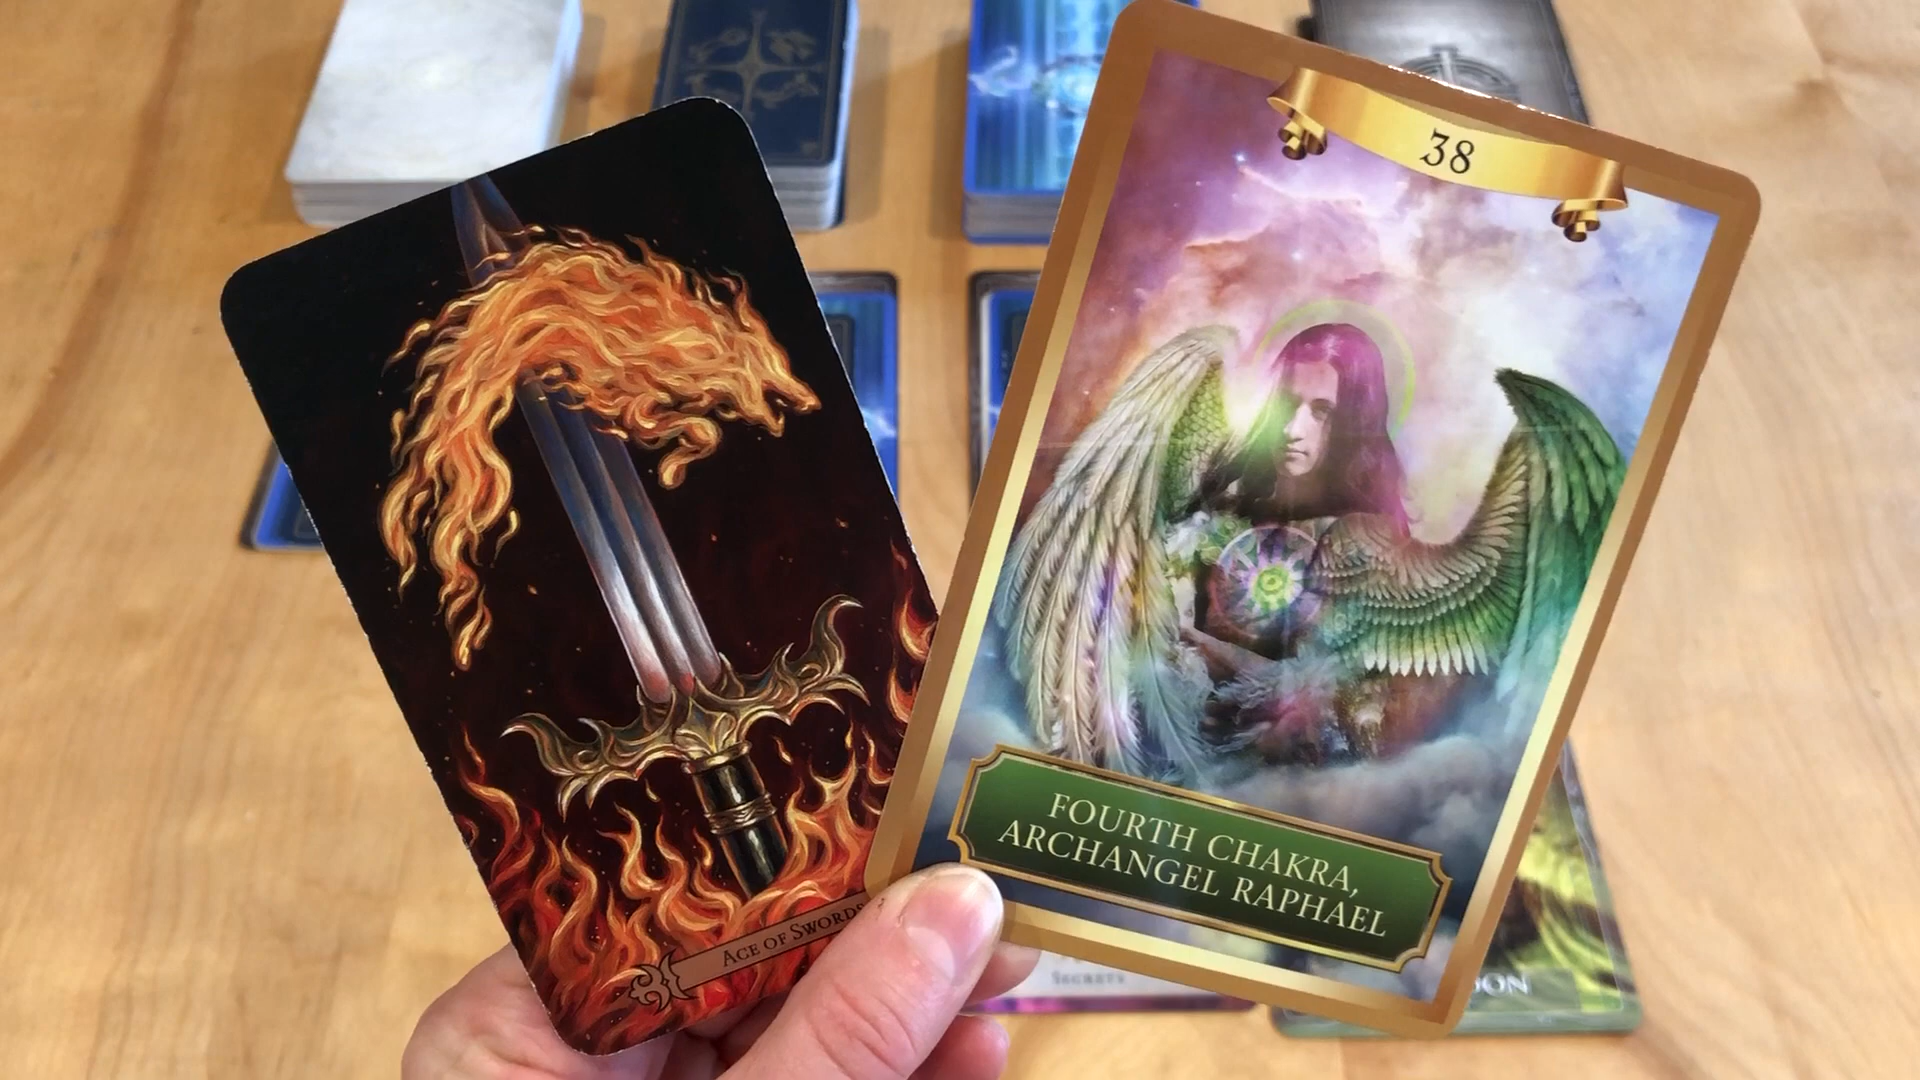 38
ACE OF SWORDS
FOURTH CHAKRA,
ARCHANGEL RAPHAEL
SECRETS